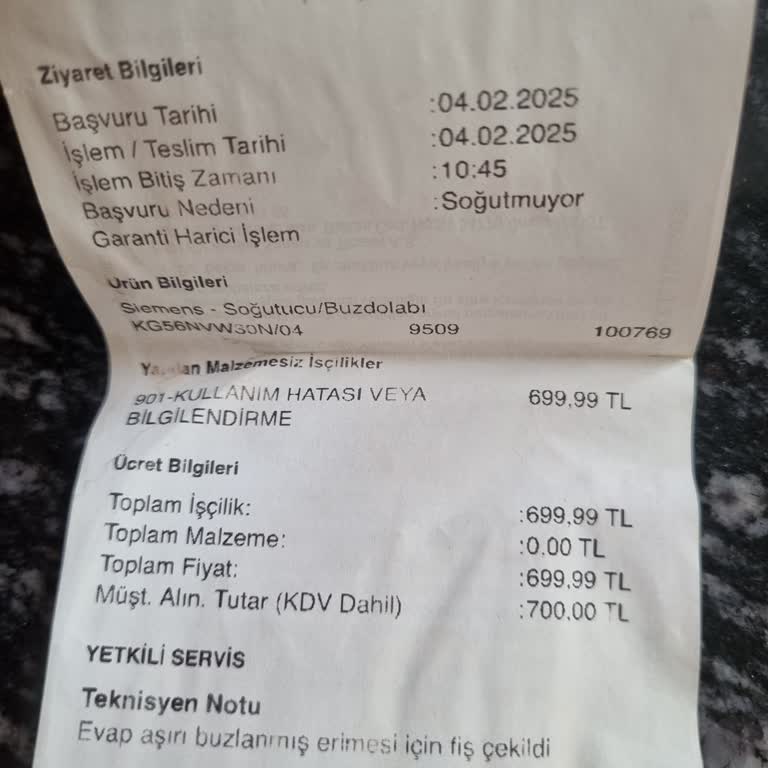 Ziyaret Bilgileri
Başvuru Tarihi :04.02.2025
İşlem / Teslim Tarihi :04.02.2025
İşlem Bitiş Zamanı :10:45
Başvuru Nedeni :Soğutmuyor
Garanti Harici İşlem
Ürün Bilgileri
Siemens - Soğutucu/Buzdolabı
KG56NVW30N/04 9509 100769
Malzemesiz İşçilikler
901-KULLANIM HATASI VEYA 699,99 TL
BİLGİLENDİRME
Ücret Bilgileri
Toplam İşçilik: :699,99 TL
Toplam Malzeme: :0.00 TL
Toplam Fiyat: :699,99 TL
Müşt. Alın. Tutar (KDV Dahil) :700,00 TL
YETKİLİ SERVİS
Teknisyen Notu
Evap aşırı buzlanmış erimesi için fiş çekildi